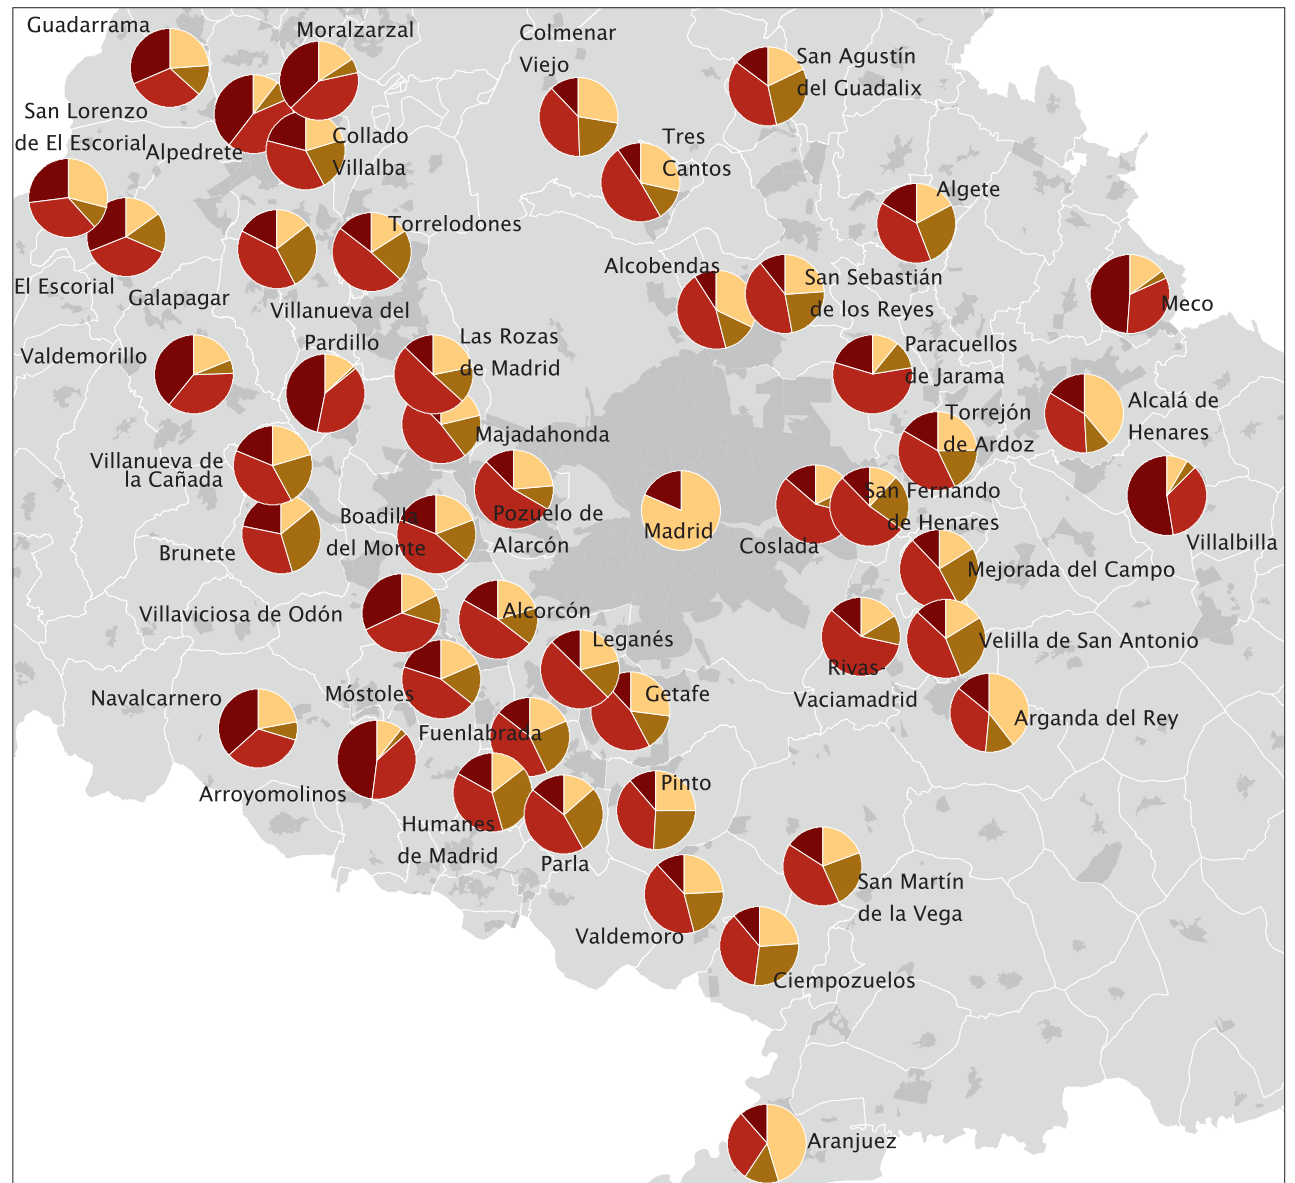 Guadarrama
Moralzarzal
Colmenar
Viejo
San Agustín
del Guadalix
San Lorenzo
de El Escorial
Alpedrete
Collado
Villalba
Tres
Cantos
Algete
Torrelodones
Alcobendas
San Sebastián
de los Reyes
El Escorial
Galapagar
Villanueva del
Pardillo
Meco
Valdemorillo
Las Rozas
de Madrid
Paracuellos
de Jarama
Alcalá de
Henares
Torrejón
de Ardoz
Majadahonda
Villanueva de
la Cañada
San Fernando
de Henares
Boadilla
del Monte
Pozuelo de
Alarcón
Madrid
Coslada
Villalbilla
Brunete
Mejorada del Campo
Villaviciosa de Odón
Alcorcón
Leganés
Velilla de San Antonio
Rivas-
Vaciamadrid
Navalcarnero
Móstoles
Getafe
Arganda del Rey
Fuenlabrada
Arroyomolinos
Pinto
Humanes
de Madrid
Parla
San Martín
de la Vega
Valdemoro
Ciempozuelos
Aranjuez